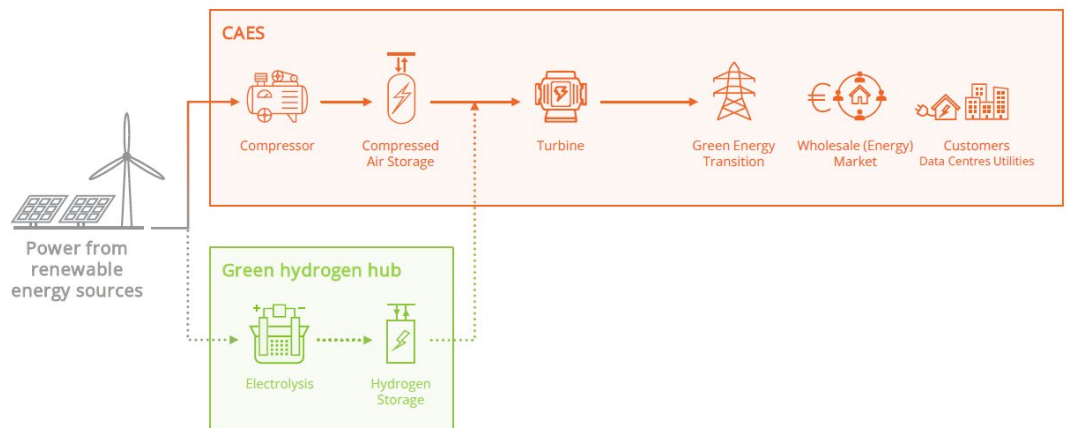 CAES
Compressor
Compressed
Air Storage
Turbine
Green Energy
Transition
Wholesale (Energy)
Market
Customers
Data Centres Utilities
Power from
renewable
energy sources
Green hydrogen hub
Electrolysis
Hydrogen
Storage